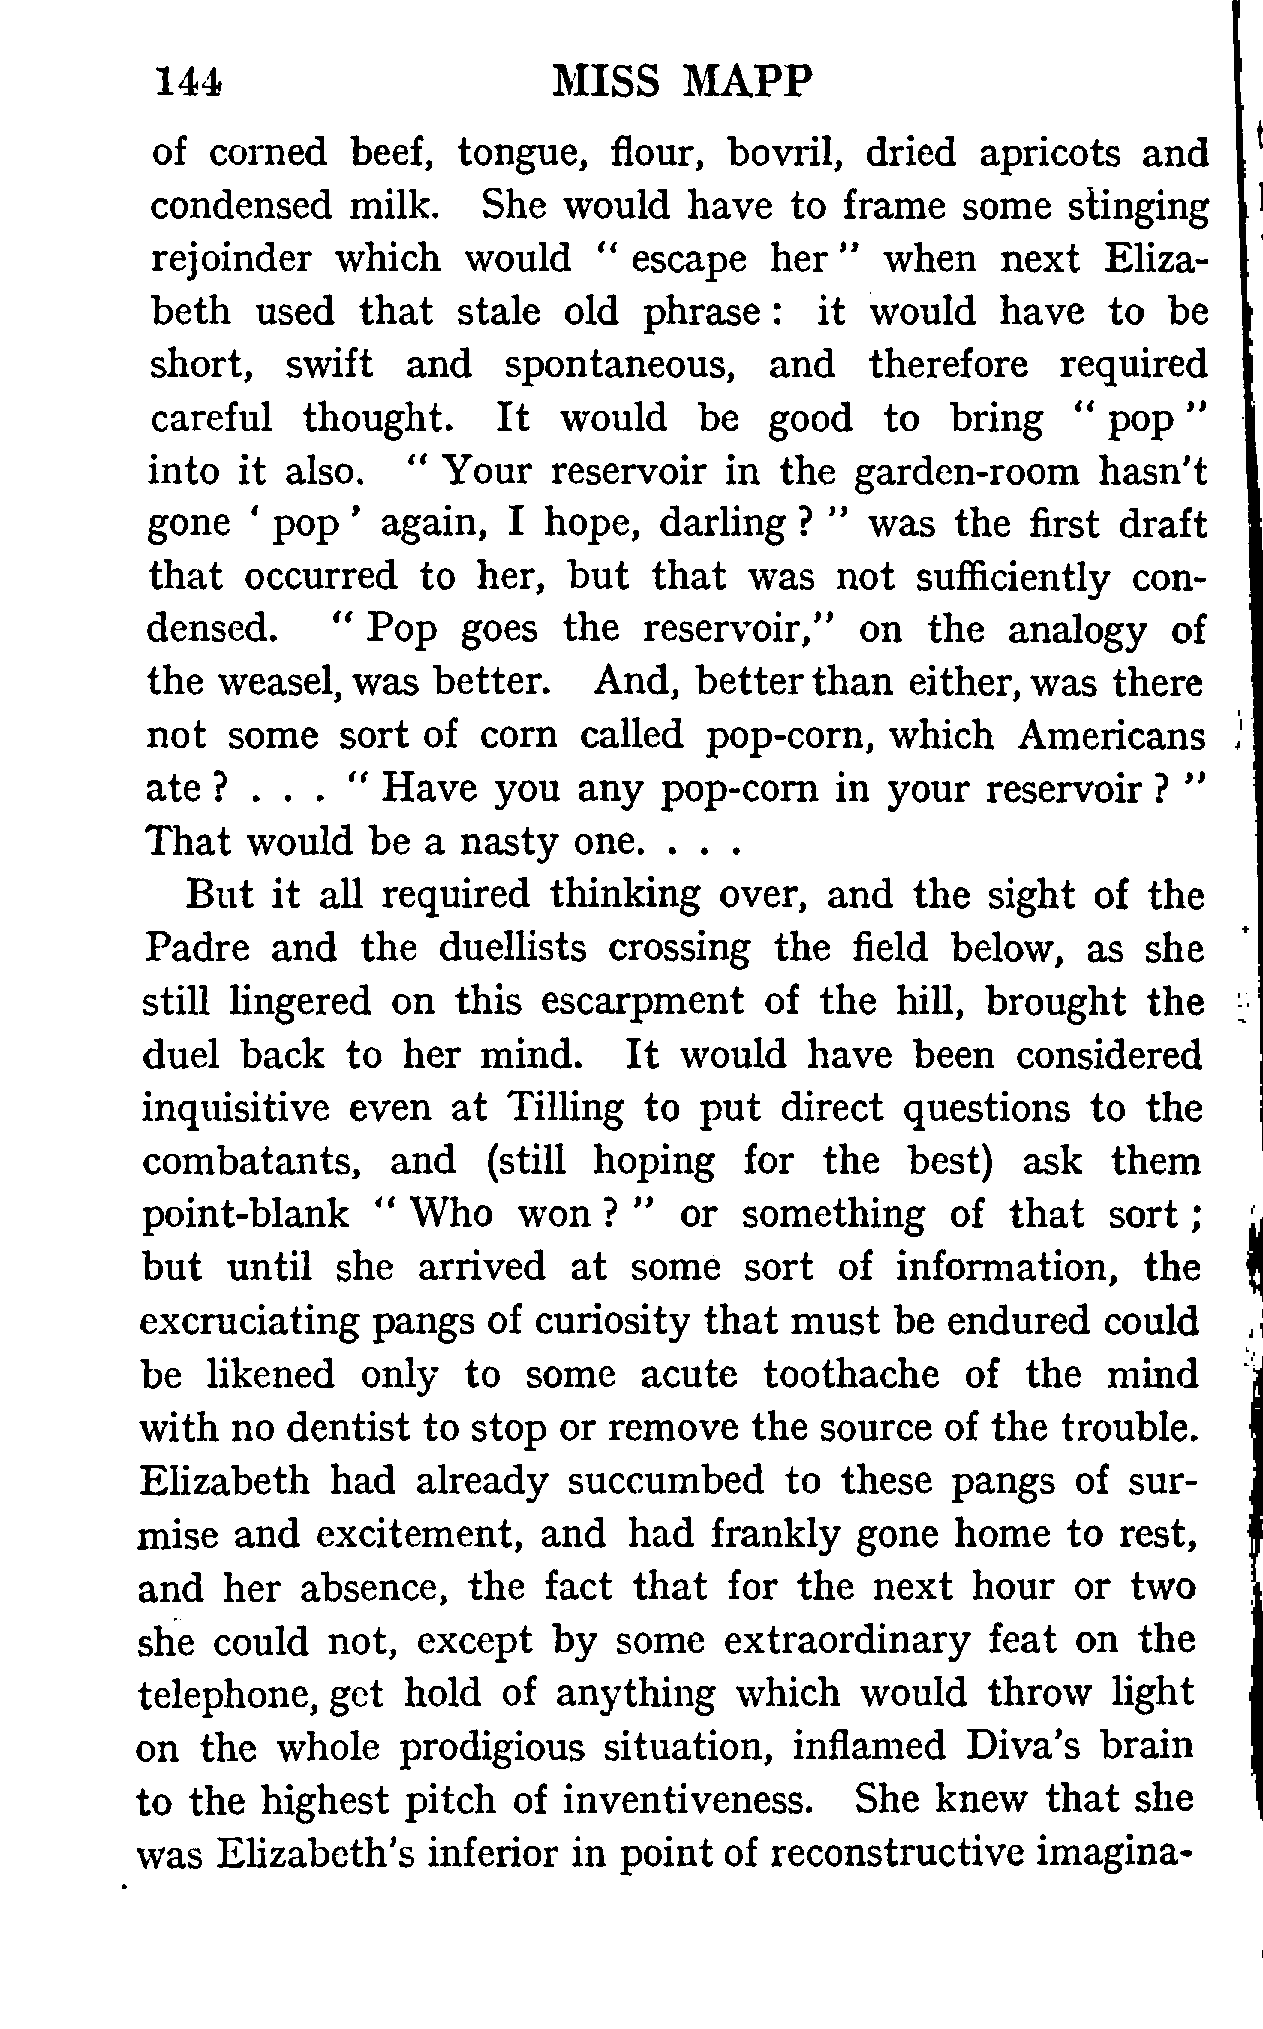 144 MISS MAPP
of corned beef, tongue, flour, bovril, dried apricots and
condensed milk. She would have to frame some stinging
rejoinder which would “ escape her ” when next Eliza-
beth used that stale old phrase : it would have to be
short, swift and spontaneous, and therefore required
careful thought. It would be good to bring “ pop ”
into it also. “ Your reservoir in the garden-room hasn't
gone ‘ pop ’ again, I hope, darling ? ” was the first draft
that occurred to her, but that was not sufficiently con-
densed. “ Pop goes the reservoir,” on the analogy of
the weasel, was better. And, better than either, was there
not some sort of corn called pop-corn, which Americans
ate ? . . . “ Have you any pop-corn in your reservoir ? ”
That would be a nasty one. . . .
But it all required thinking over, and the sight of the
Padre and the duellists crossing the field below, as she
still lingered on this escarpment of the hill, brought the
duel back to her mind. It would have been considered
inquisitive even at Tilling to put direct questions to the
combatants, and (still hoping for the best) ask them
point-blank “ Who won ? ” or something of that sort ;
but until she arrived at some sort of information, the
excruciating pangs of curiosity that must be endured could
be likened only to some acute toothache of the mind
with no dentist to stop or remove the source of the trouble.
Elizabeth had already succumbed to these pangs of sur-
mise and excitement, and had frankly gone home to rest,
and her absence, the fact that for the next hour or two
she could not, except by some extraordinary feat on the
telephone, get hold of anything which would throw light
on the whole prodigious situation, inflamed Diva's brain
to the highest pitch of inventiveness. She knew that she
was Elizabeth's inferior in point of reconstructive imagina-